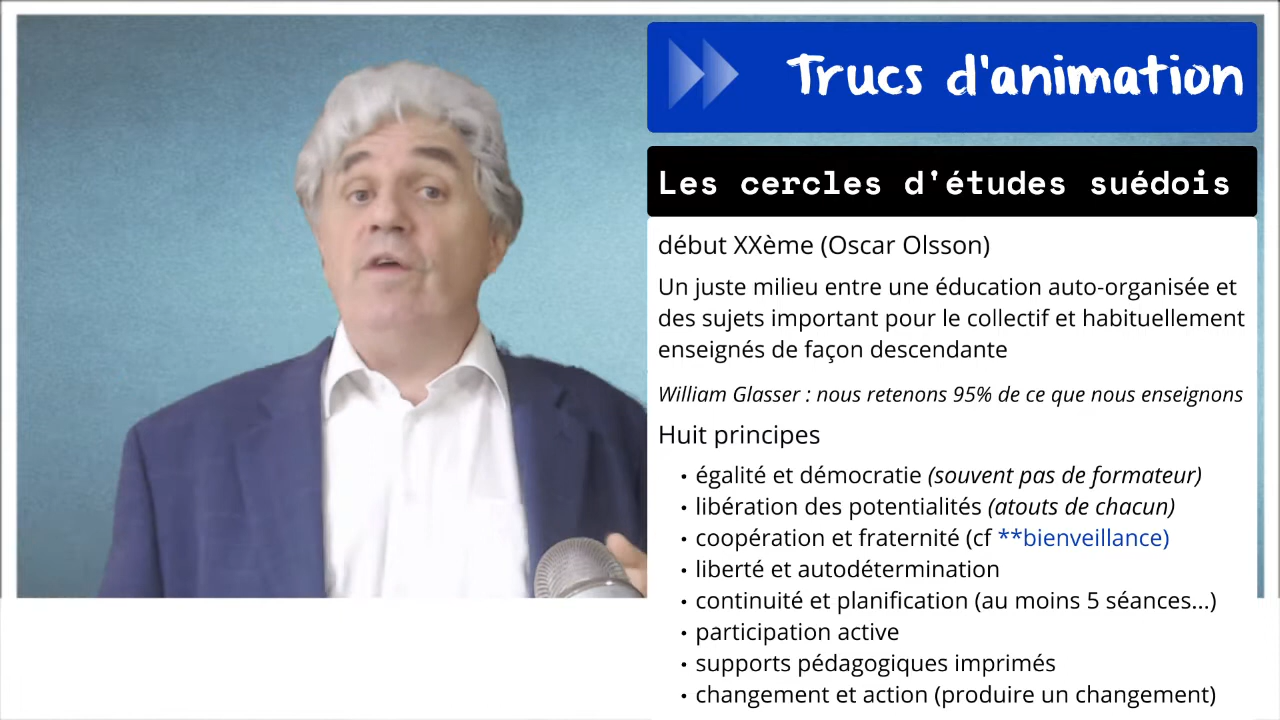 Trucs d'animation
Les cercles d'études suédois
début XXème (Oscar Olsson)
Un juste milieu entre une éducation auto-organisée et
des sujets important pour le collectif et habituellement
enseignés de façon descendante
William Glasser : nous retenons 95% de ce que nous enseignons
Huit principes
• égalité et démocratie (souvent pas de formateur)
• libération des potentialités (atouts de chacun)
• coopération et fraternité (cf **bienveillance)
• liberté et autodétermination
• continuité et planification (au moins 5 séances...)
• participation active
• supports pédagogiques imprimés
• changement et action (produire un changement)